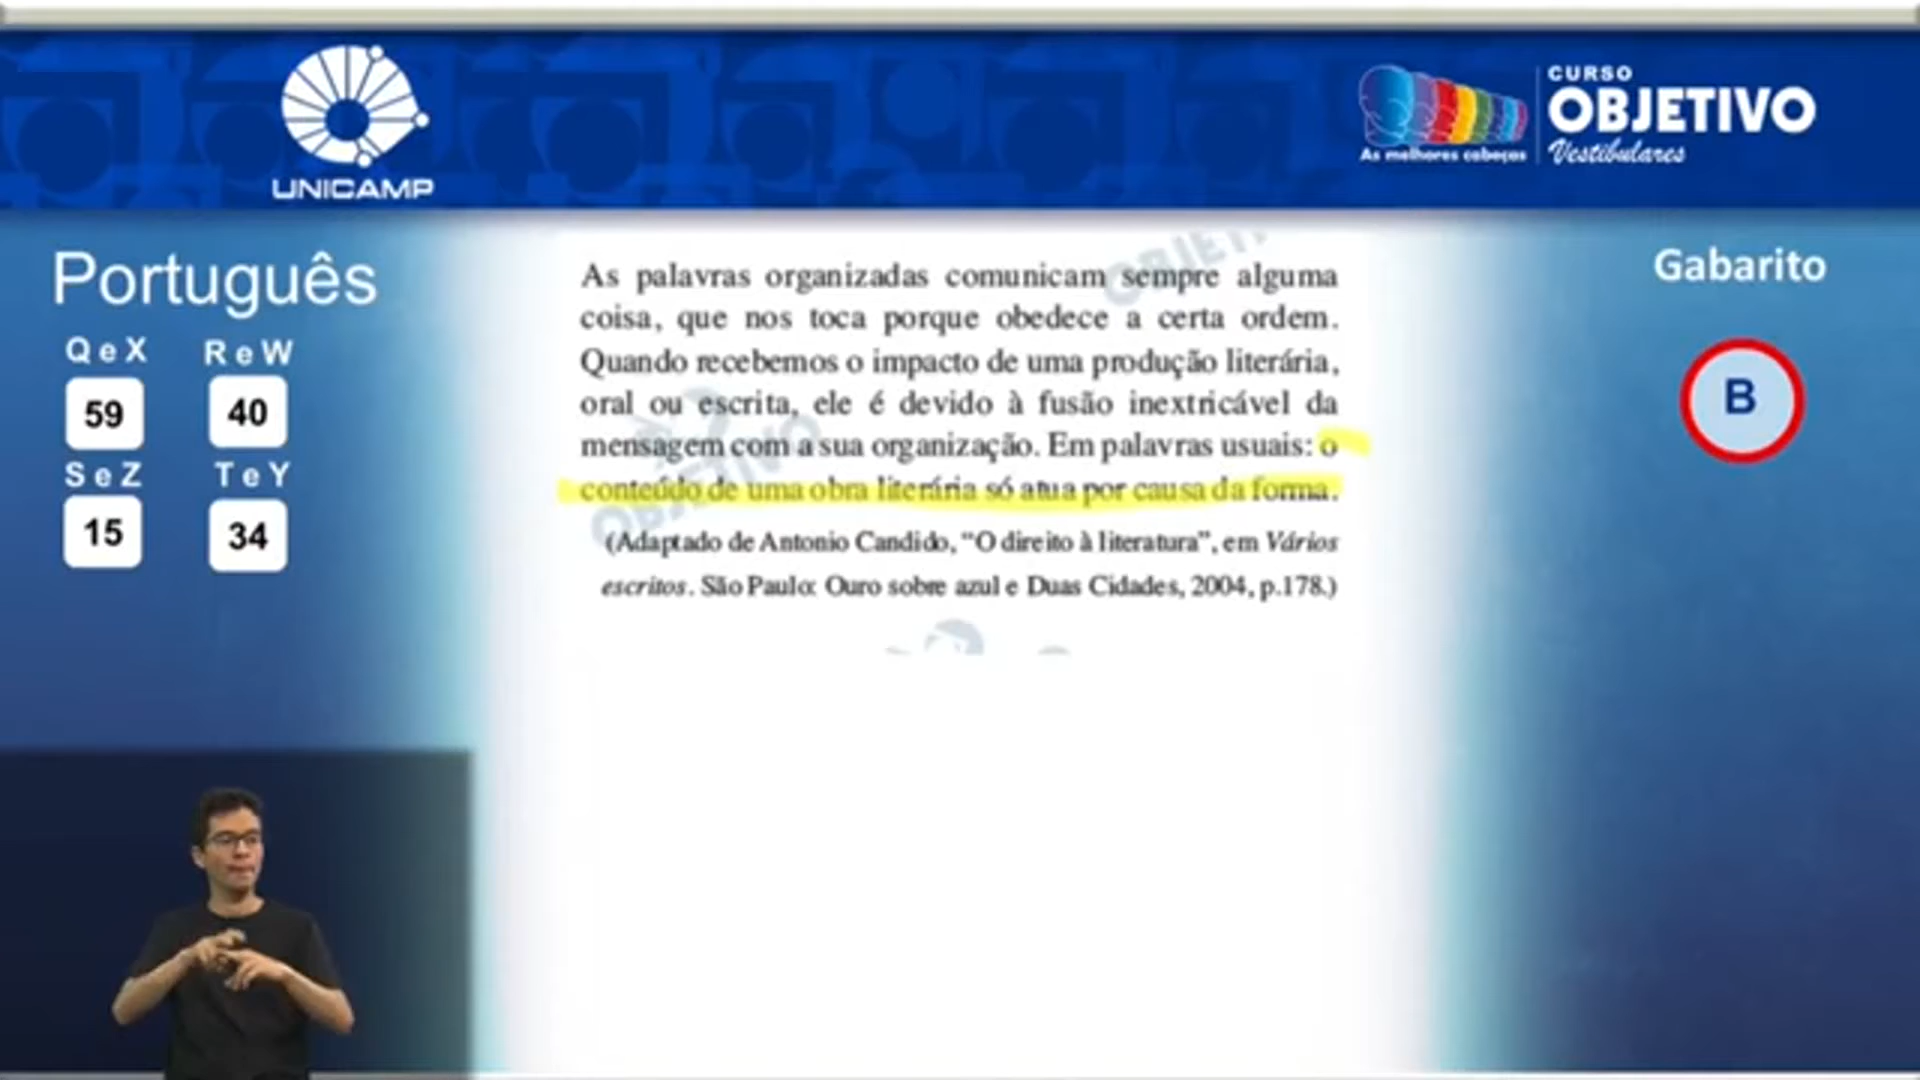 UNICAMP
CURSO
OBJETIVO
Vestibulares
As melhores cabeças
Português
Q e X
R e W
59
40
S e Z
T e Y
15
34
As palavras organizadas comunicam sempre alguma
coisa, que nos toca porque obedece a certa ordem.
Quando recebemos o impacto de uma produção literária,
oral ou escrita, ele é devido à fusão inextricável da
mensagem com a sua organização. Em palavras usuais: o
conteúdo de uma obra literária só atua por causa da forma.
(Adaptado de Antonio Candido, “O direito à literatura”, em Vários
escritos. São Paulo: Ouro sobre azul e Duas Cidades, 2004, p.178.)
OBJETIVO
Gabarito
B